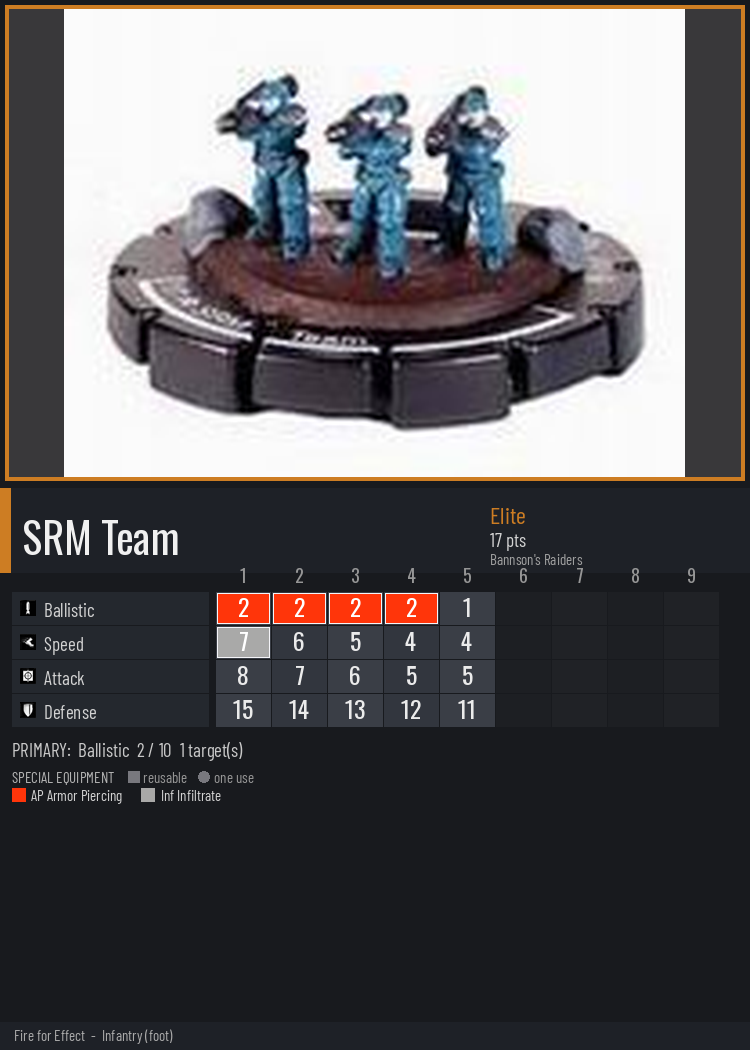 SRM Team
Elite
17 pts
Bannson's Raiders
1 2 3 4 5 6 7 8 9
Ballistic 2 2 2 2 1
Speed 7 6 5 4 4
Attack 8 7 6 5 5
Defense 15 14 13 12 11
PRIMARY: Ballistic 2 / 10 1 target(s)
SPECIAL EQUIPMENT reusable one use
AP Armor Piercing Inf Infiltrate
Fire for Effect - Infantry (foot)